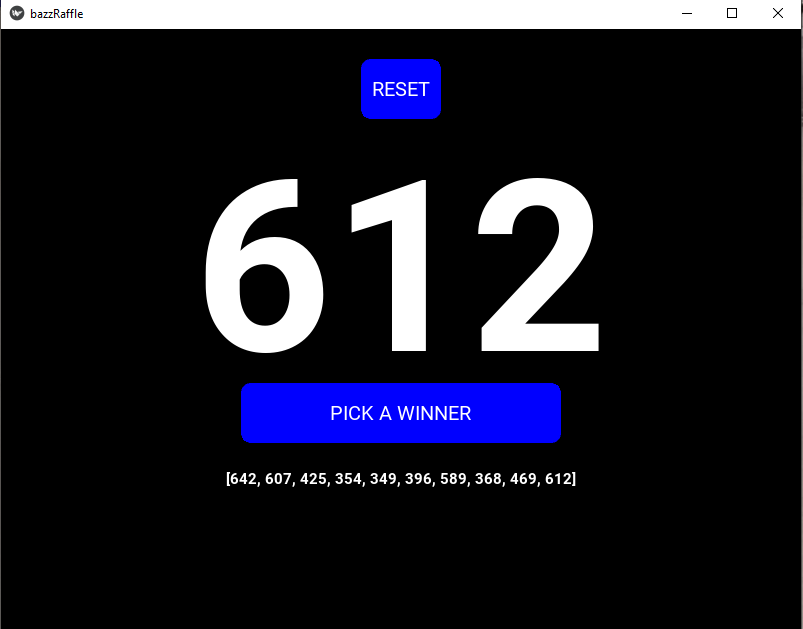 bazzRaffle
RESET
612
PICK A WINNER
[642, 607, 425, 354, 349, 396, 589, 368, 469, 612]